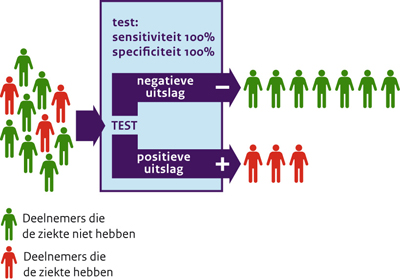 test:
sensitiviteit 100%
specificiteit 100%
negatieve
uitslag
−
TEST
positieve
uitslag
+
Deelnemers die
de ziekte niet hebben
Deelnemers die
de ziekte hebben